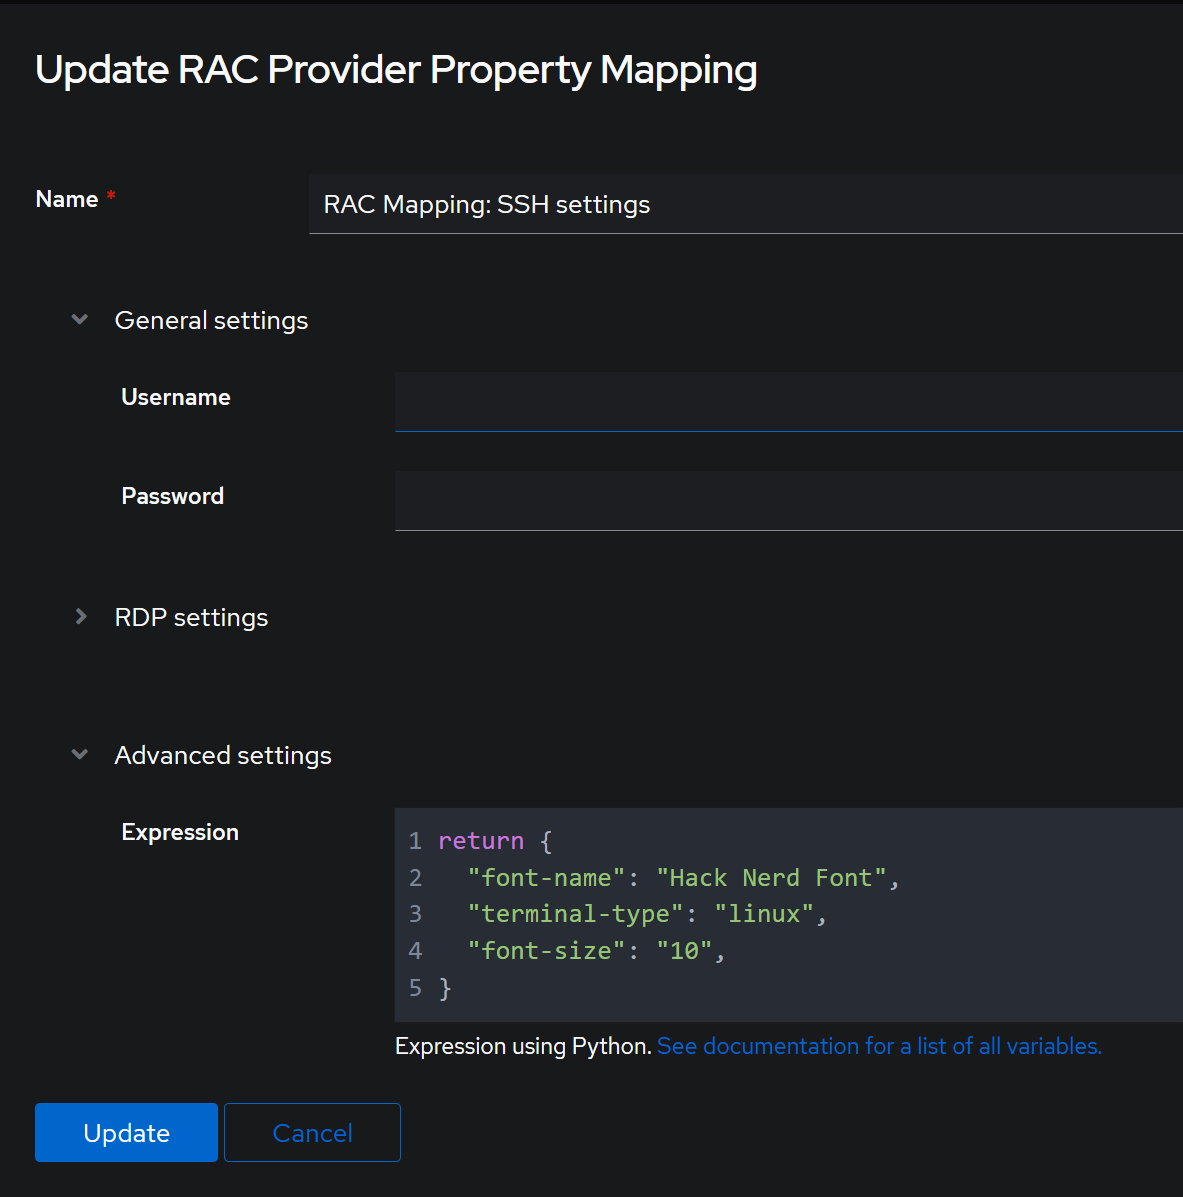 Update RAC Provider Property Mapping
Name *
RAC Mapping: SSH settings
General settings
Username
Password
RDP settings
Advanced settings
Expression
1 return {
2   "font-name": "Hack Nerd Font",
3   "terminal-type": "linux",
4   "font-size": "10",
5 }
Expression using Python. See documentation for a list of all variables.
Update Cancel